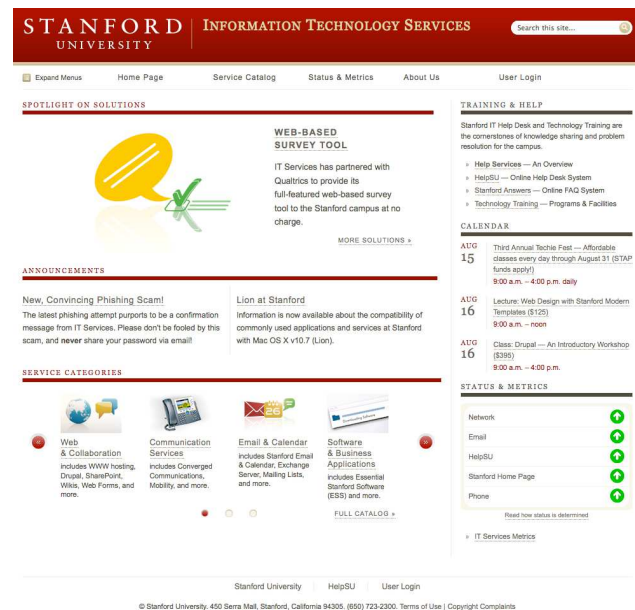 STANFORD
UNIVERSITY
INFORMATION TECHNOLOGY SERVICES
Search this site...
Expand Menus
Home Page
Service Catalog
Status & Metrics
About Us
User Login
SPOTLIGHT ON SOLUTIONS
WEB-BASED
SURVEY TOOL
IT Services has partnered with
Qualtrics to provide its
full-featured web-based survey
tool to the Stanford campus at no
charge.
MORE SOLUTIONS »
ANNOUNCEMENTS
New, Convincing Phishing Scam!
The latest phishing attempt purports to be a confirmation
message from IT Services. Please don't be fooled by this
scam, and never share your password via email!
Lion at Stanford
Information is now available about the compatibility of
commonly used applications and services at Stanford
with Mac OS X v10.7 (Lion).
SERVICE CATEGORIES
26
Web
& Collaboration
includes WWW hosting,
Drupal, SharePoint,
Wikis, Web Forms, and
more.
Communication
Services
includes Converged
Communications,
Mobility, and more.
Email & Calendar
includes Stanford Email
& Calendar, Exchange
Server, Mailing Lists,
and more.
Software
& Business
Applications
includes Essential
Stanford Software
(ESS) and more.
FULL CATALOG »
TRAINING & HELP
Stanford IT Help Desk and Technology Training are
the cornerstones of knowledge sharing and problem
resolution for the campus.
» Help Services — An Overview
» HelpSU — Online Help Desk System
» Stanford Answers — Online FAQ System
» Technology Training — Programs & Facilities
CALENDAR
AUG
15
Third Annual Techie Fest — Affordable
classes every day through August 31 (STAP
funds apply!)
9:00 a.m. – 4:00 p.m. daily
AUG
16
Lecture: Web Design with Stanford Modern
Templates ($125)
9:00 a.m. – noon
AUG
16
Class: Drupal — An Introductory Workshop
($395)
9:00 a.m. – 4:00 p.m.
STATUS & METRICS
Network
Email
HelpSU
Stanford Home Page
Phone
Read how status is determined
» IT Services Metrics
Stanford University
HelpSU
User Login
© Stanford University. 450 Serra Mall, Stanford, California 94305. (650) 723-2300. Terms of Use | Copyright Complaints